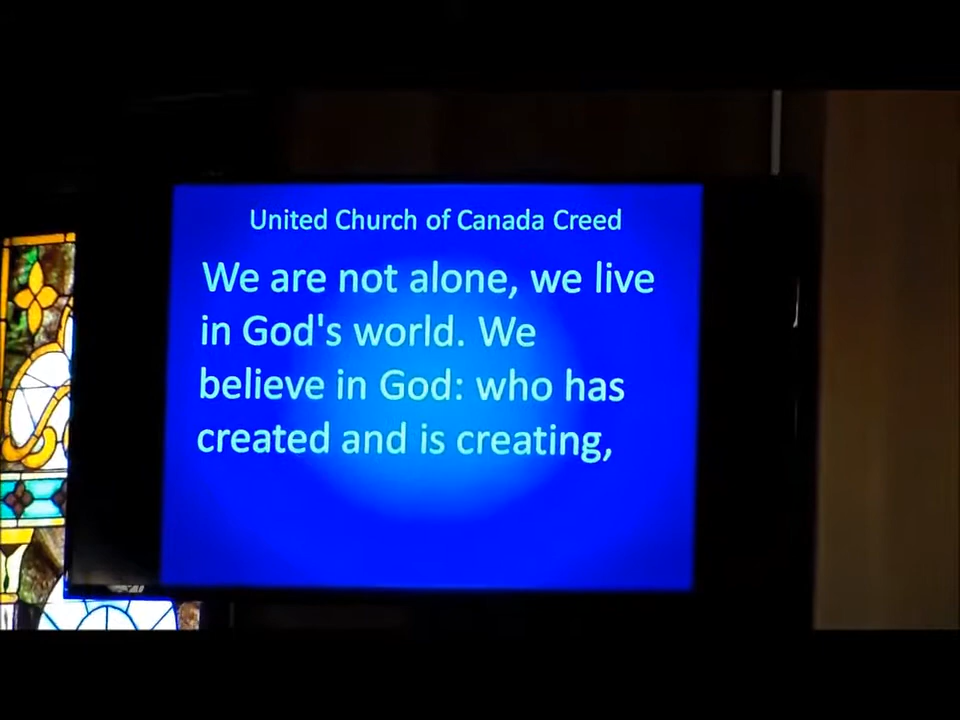 United Church of Canada Creed
We are not alone, we live
in God's world. We
believe in God: who has
created and is creating,